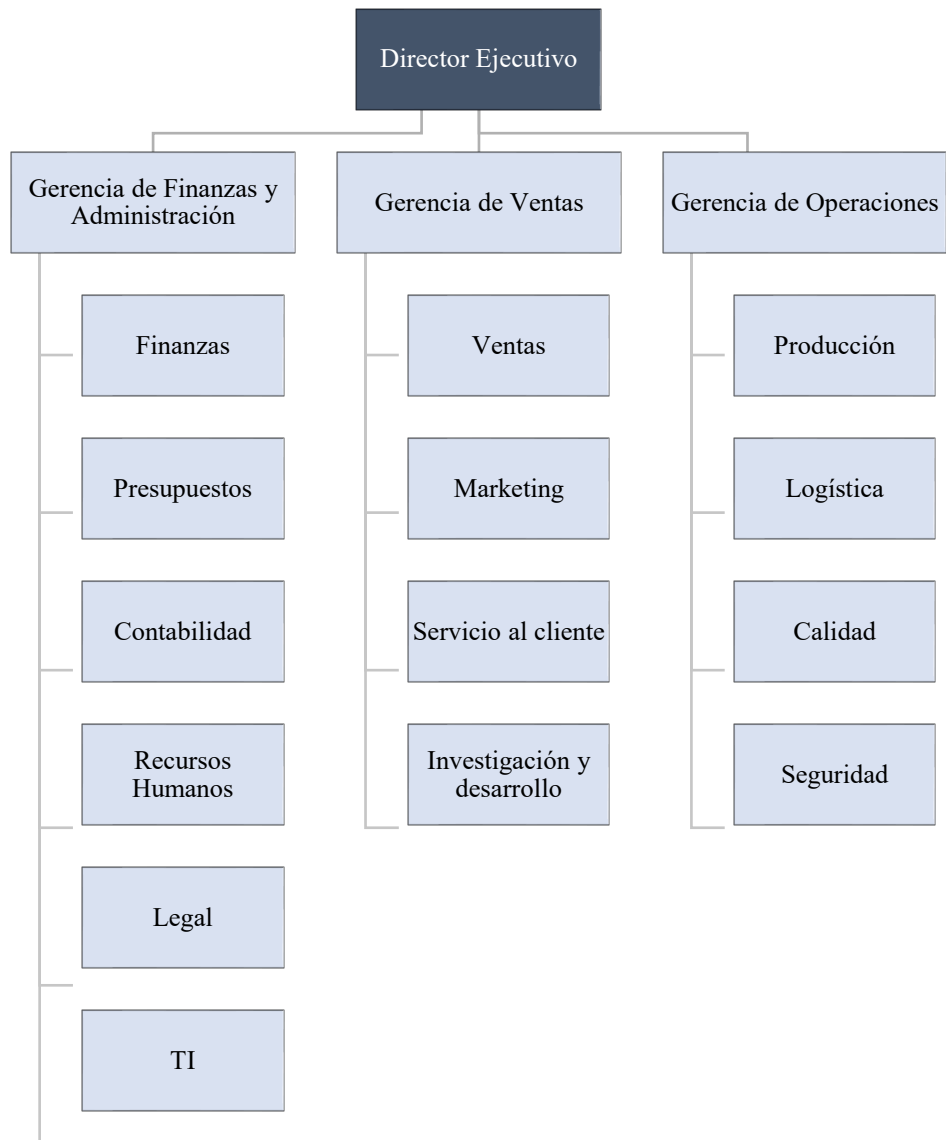 Director Ejecutivo
Gerencia de Finanzas y
Administración
Gerencia de Ventas
Gerencia de Operaciones
Finanzas
Ventas
Producción
Presupuestos
Marketing
Logística
Contabilidad
Servicio al cliente
Calidad
Recursos
Humanos
Investigación y
desarrollo
Seguridad
Legal
TI